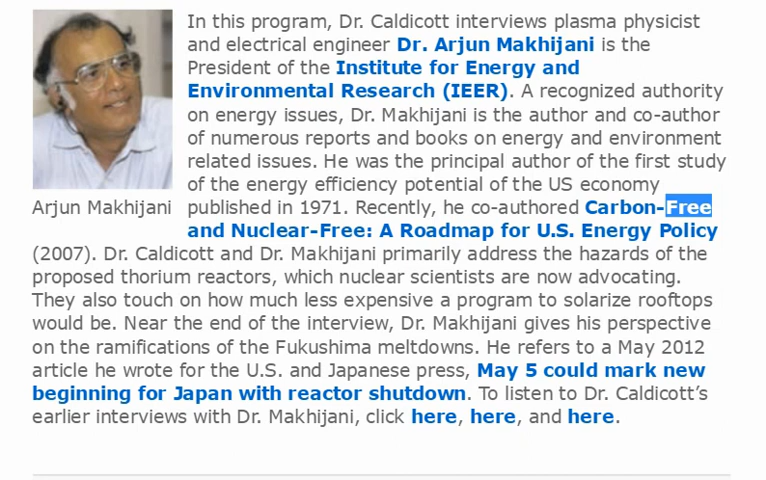 In this program, Dr. Caldicott interviews plasma physicist
and electrical engineer Dr. Arjun Makhijani is the
President of the Institute for Energy and
Environmental Research (IEER). A recognized authority
on energy issues, Dr. Makhijani is the author and co-author
of numerous reports and books on energy and environment
related issues. He was the principal author of the first study
of the energy efficiency potential of the US economy
Arjun Makhijani
published in 1971. Recently, he co-authored Carbon-Free
and Nuclear-Free: A Roadmap for U.S. Energy Policy
(2007). Dr. Caldicott and Dr. Makhijani primarily address the hazards of the
proposed thorium reactors, which nuclear scientists are now advocating.
They also touch on how much less expensive a program to solarize rooftops
would be. Near the end of the interview, Dr. Makhijani gives his perspective
on the ramifications of the Fukushima meltdowns. He refers to a May 2012
article he wrote for the U.S. and Japanese press, May 5 could mark new
beginning for Japan with reactor shutdown. To listen to Dr. Caldicott’s
earlier interviews with Dr. Makhijani, click here, here, and here.